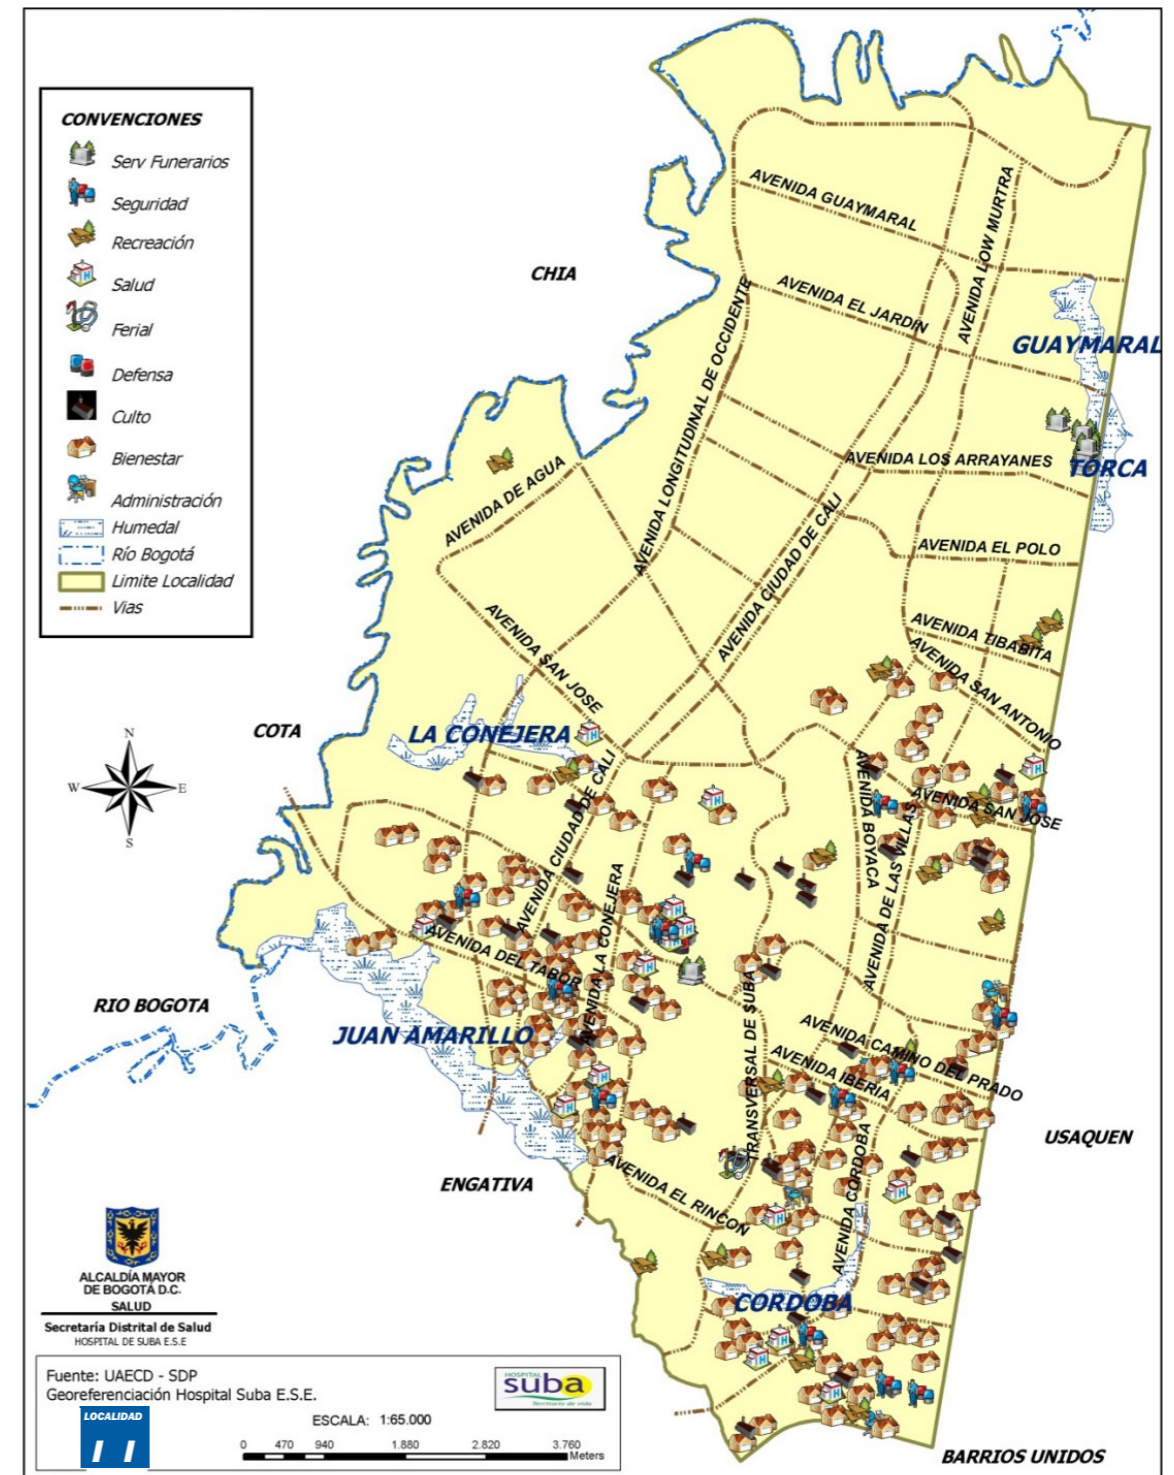 CONVENCIONES
Serv Funerarios
Seguridad
Recreación
Salud
Ferial
Defensa
Culto
Bienestar
Administración
Humedal
Río Bogotá
Limite Localidad
Vias
CHIA
AVENIDA GUAYMARAL
AVENIDA LOW MURTRA
AVENIDA EL JARDÍN
AVENIDA LONGITUDINAL DE OCCIDENTE
GUAYMARAL
TORCA
AVENIDA LOS ARRAYANES
AVENIDA DE AGUA
AVENIDA CIUDAD DE CALI
AVENIDA EL POLO
AVENIDA SAN JOSE
AVENIDA TIBABITA
AVENIDA SAN ANTONIO
COTA
LA CONEJERA
N
W
E
S
AVENIDA CIUDAD DE CALI
AVENIDA BOYACA
AVENIDA SAN JOSE
AVENIDA DE LAS VILLAS
AVENIDA LA CONEJERA
AVENIDA DEL TABOR
RIO BOGOTA
JUAN AMARILLO
TRANSVERSAL DE SUBA
AVENIDA CAMINO DEL PRADO
AVENIDA IBERIA
USAQUEN
ENGATIVA
AVENIDA EL RINCON
AVENIDA CORDOBA
CORDOBA
ALCALDÍA MAYOR
DE BOGOTÁ D.C.
SALUD
Secretaría Distrital de Salud
HOSPITAL DE SUBA E.S.E
Fuente: UAECD - SDP
Georeferenciación Hospital Suba E.S.E.
HOSPITAL
suba
Territorio de vida
LOCALIDAD
11
ESCALA: 1:65.000
0 470 940 1.880 2.820 3.760
Meters
BARRIOS UNIDOS